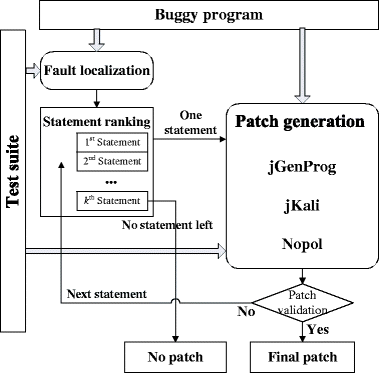 Buggy program
Test suite
Fault localization
Statement ranking
1st Statement
2nd Statement
...
kth Statement
One
statement
Patch generation
jGenProg
jKali
Nopol
No statement left
Next statement
Patch
validation
No
Yes
No patch
Final patch